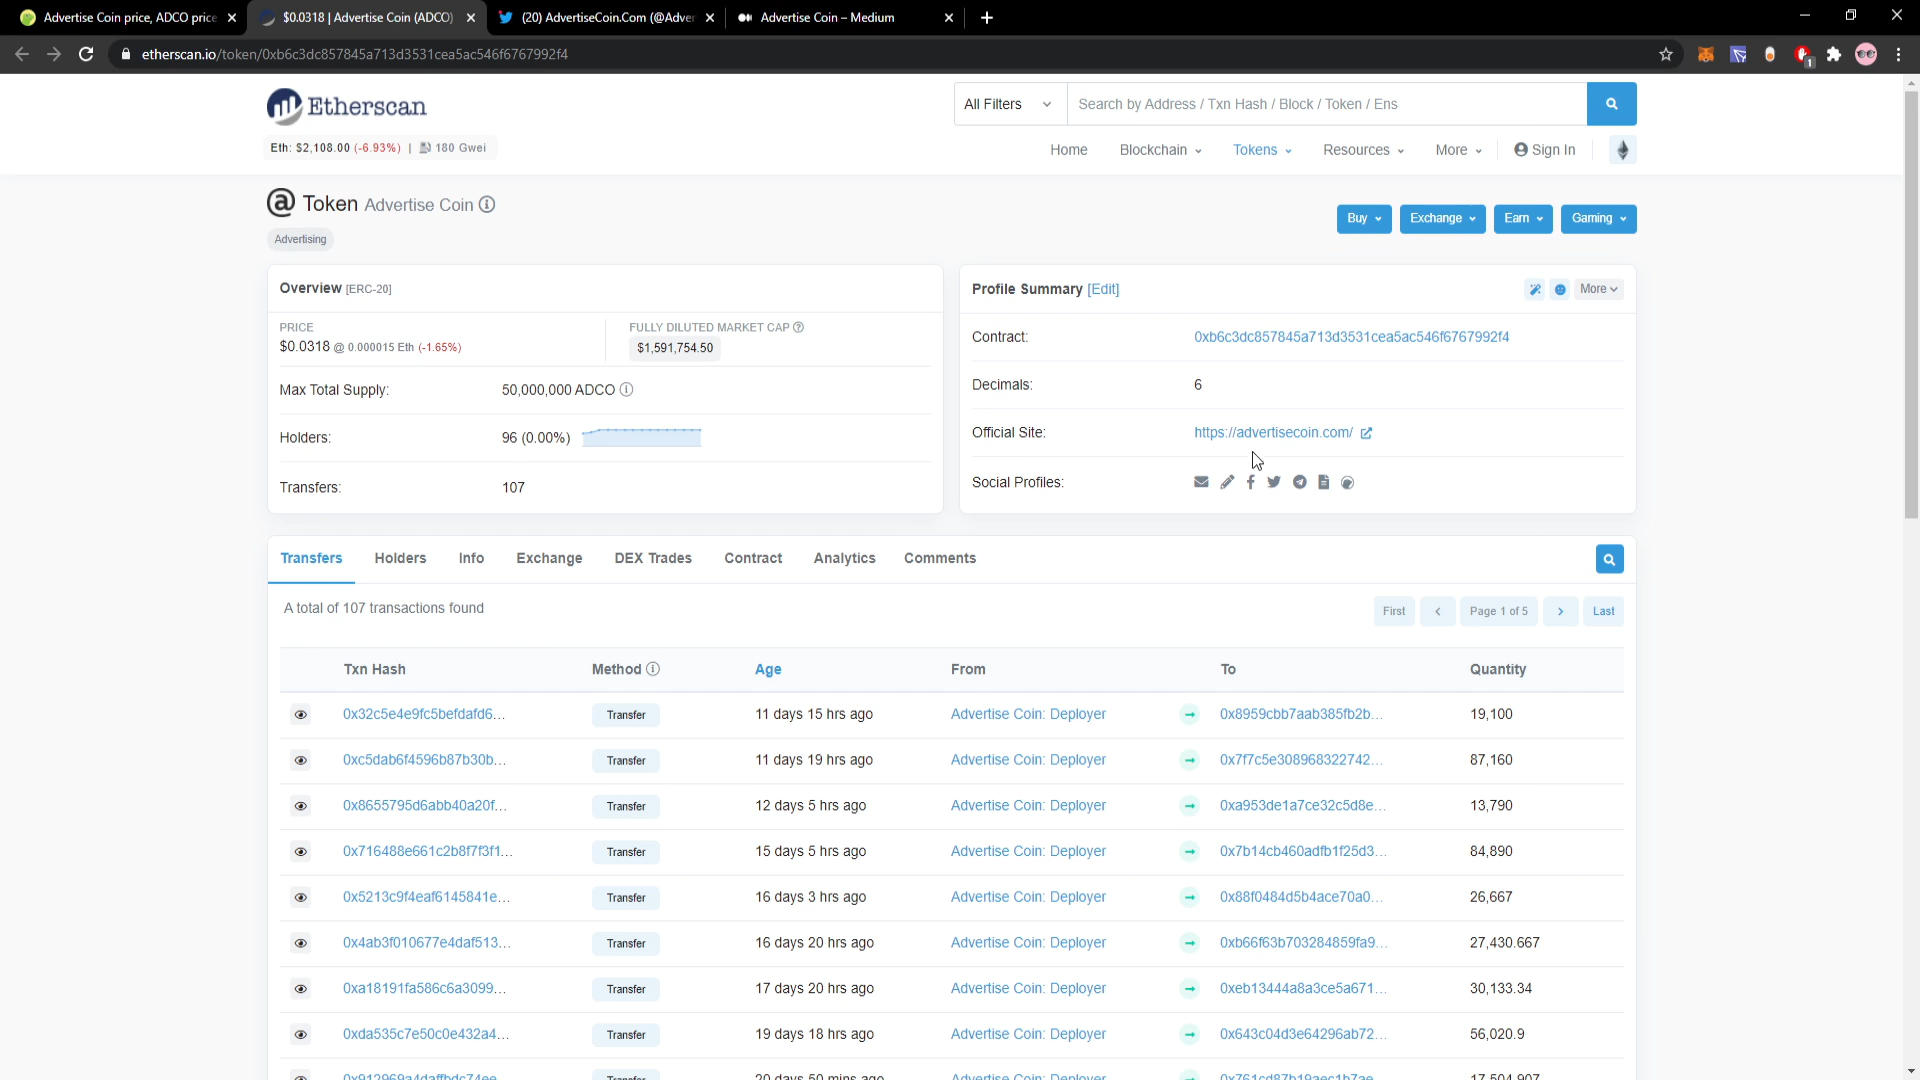 Advertise Coin price, ADCO price
$0.0318 | Advertise Coin (ADCO)
(20) AdvertiseCoin.Com (@Adver
Advertise Coin – Medium
etherscan.io/token/0xb6c3dc857845a713d3531cea5ac546f6767992f4
1
Etherscan
All Filters
Search by Address / Txn Hash / Block / Token / Ens
Eth: $2,108.00 (-6.93%) | 180 Gwei
Home Blockchain Tokens Resources More Sign In
@ Token Advertise Coin
Buy Exchange Earn Gaming
Advertising
Overview [ERC-20]
PRICE
$0.0318 @ 0.000015 Eth (-1.65%)
FULLY DILUTED MARKET CAP
$1,591,754.50
Max Total Supply: 50,000,000 ADCO
Holders: 96 (0.00%)
Transfers: 107
Profile Summary [Edit]
More
Contract: 0xb6c3dc857845a713d3531cea5ac546f6767992f4
Decimals: 6
Official Site: https://advertisecoin.com/
Social Profiles:
Transfers Holders Info Exchange DEX Trades Contract Analytics Comments
A total of 107 transactions found
First Page 1 of 5 Last
Txn Hash Method Age From To Quantity
0x32c5e4e9fc5befdafd6... Transfer 11 days 15 hrs ago Advertise Coin: Deployer 0x8959cbb7aab385fb2b... 19,100
0xc5dab6f4596b87b30b... Transfer 11 days 19 hrs ago Advertise Coin: Deployer 0x7f7c5e308968322742... 87,160
0x8655795d6abb40a20f... Transfer 12 days 5 hrs ago Advertise Coin: Deployer 0xa953de1a7ce32c5d8e... 13,790
0x716488e661c2b8f7f3f1... Transfer 15 days 5 hrs ago Advertise Coin: Deployer 0x7b14cb460adfb1f25d3... 84,890
0x5213c9f4eaf6145841e... Transfer 16 days 3 hrs ago Advertise Coin: Deployer 0x88f0484d5b4ace70a0... 26,667
0x4ab3f010677e4daf513... Transfer 16 days 20 hrs ago Advertise Coin: Deployer 0xb66f63b703284859fa9... 27,430.667
0xa18191fa586c6a3099... Transfer 17 days 20 hrs ago Advertise Coin: Deployer 0xeb13444a8a3ce5a671... 30,133.34
0xda535c7e50c0e432a4... Transfer 19 days 18 hrs ago Advertise Coin: Deployer 0x643c04d3e64296ab72... 56,020.9
Transfer 20 days 50 mins ago Advertise Coin: Deployer 17,504.907